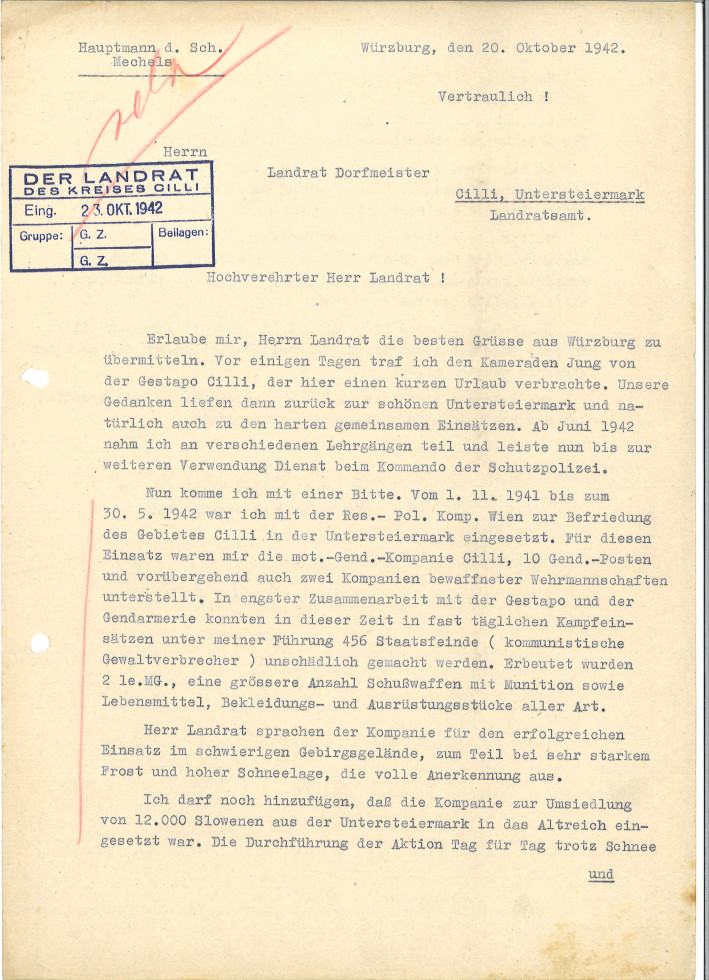 Hauptmann d. Sch.
Mechels
Würzburg, den 20. Oktober 1942.
Vertraulich !
Herrn
Landrat Dorfmeister
Cilli, Untersteiermark
Landratsamt.
DER LANDRAT
DES KREISES CILLI
Eing. 23. OKT. 1942
Gruppe: G. Z. Beilagen:
G. Z.
Hochverehrter Herr Landrat !
Erlaube mir, Herrn Landrat die besten Grüsse aus Würzburg zu
übermitteln. Vor einigen Tagen traf ich den Kameraden Jung von
der Gestapo Cilli, der hier einen kurzen Urlaub verbrachte. Unsere
Gedanken liefen dann zurück zur schönen Untersteiermark und na-
türlich auch zu den harten gemeinsamen Einsätzen. Ab Juni 1942
nahm ich an verschiedenen Lehrgängen teil und leiste nun bis zur
weiteren Verwendung Dienst beim Kommando der Schutzpolizei.
Nun komme ich mit einer Bitte. Vom 1. 11. 1941 bis zum
30. 5. 1942 war ich mit der Res.- Pol. Komp. Wien zur Befriedung
des Gebietes Cilli in der Untersteiermark eingesetzt. Für diesen
Einsatz waren mir die mot.-Gend.-Kompanie Cilli, 10 Gend.-Posten
und vorübergehend auch zwei Kompanien bewaffneter Wehrmannschaften
unterstellt. In engster Zusammenarbeit mit der Gestapo und der
Gendarmerie konnten in dieser Zeit in fast täglichen Kampfein-
sätzen unter meiner Führung 456 Staatsfeinde ( kommunistische
Gewaltverbrecher ) unschädlich gemacht werden. Erbeutet wurden
2 le.MG., eine grössere Anzahl Schußwaffen mit Munition sowie
Lebensmittel, Bekleidungs- und Ausrüstungsstücke aller Art.
Herr Landrat sprachen der Kompanie für den erfolgreichen
Einsatz im schwierigen Gebirgsgelände, zum Teil bei sehr starkem
Frost und hoher Schneelage, die volle Anerkennung aus.
Ich darf noch hinzufügen, daß die Kompanie zur Umsiedlung
von 12.000 Slowenen aus der Untersteiermark in das Altreich ein-
gesetzt war. Die Durchführung der Aktion Tag für Tag trotz Schnee
und